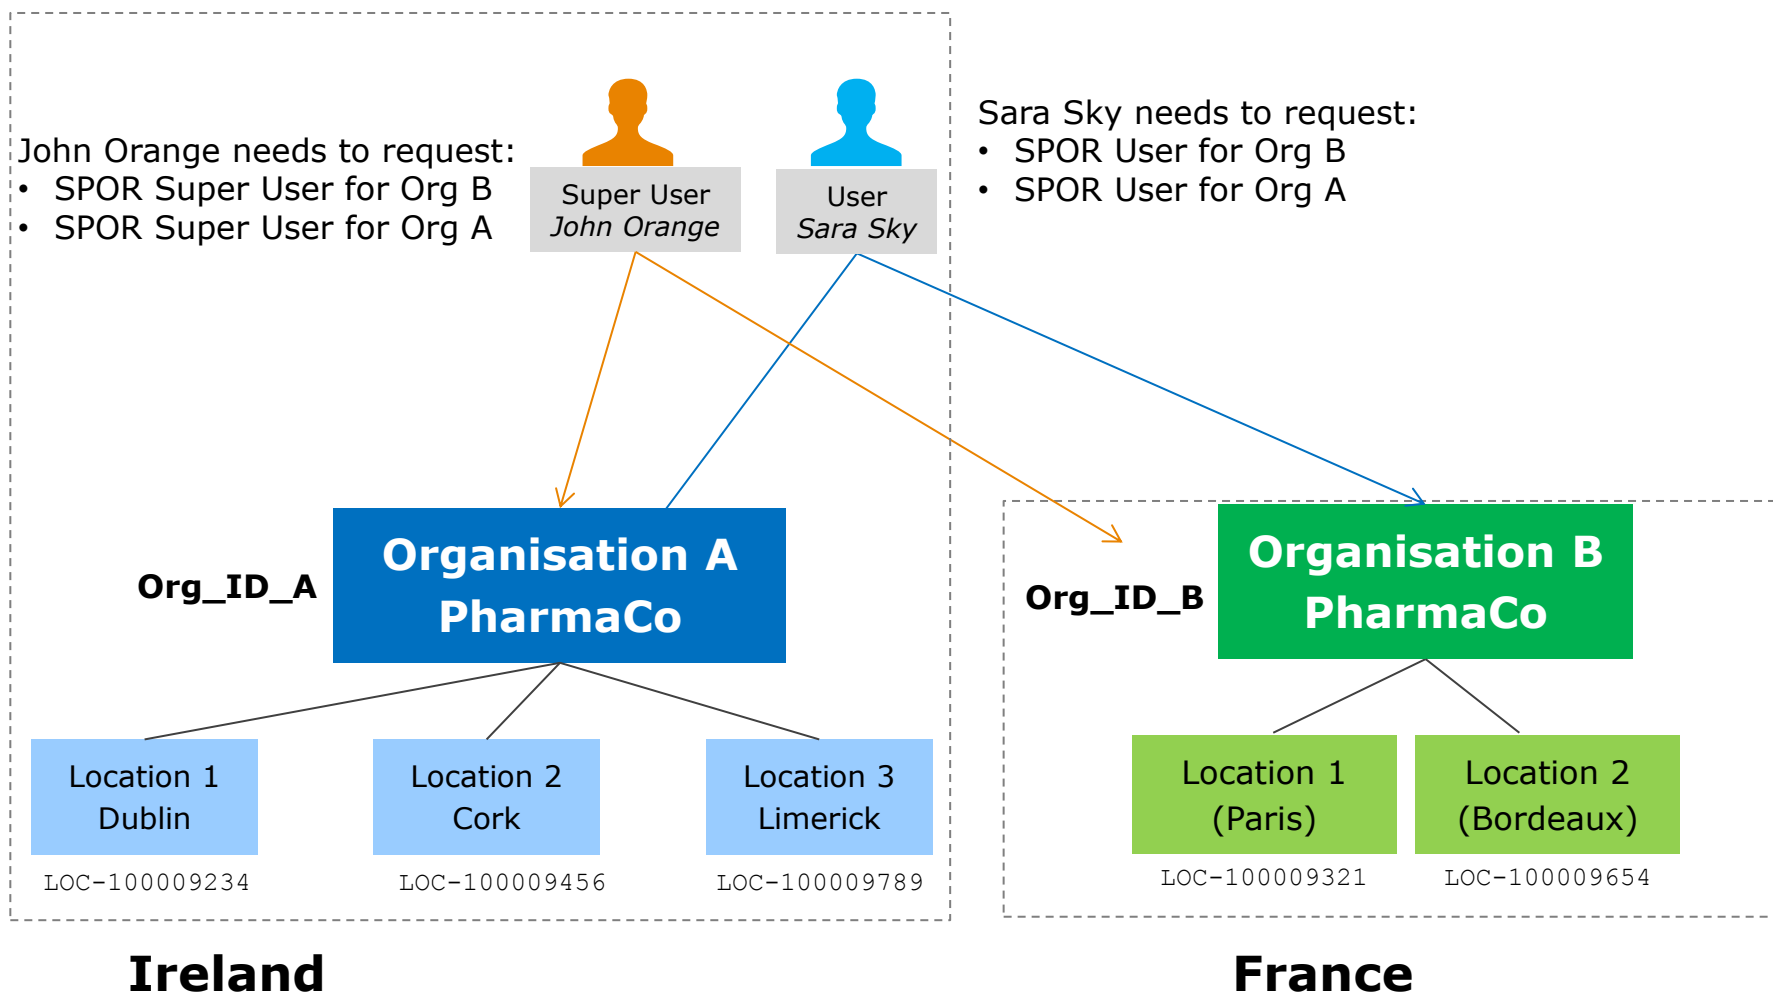 John Orange needs to request:
• SPOR Super User for Org B
• SPOR Super User for Org A
Super User
John Orange
User
Sara Sky
Sara Sky needs to request:
• SPOR User for Org B
• SPOR User for Org A
Org_ID_A
Organisation A
PharmaCo
Org_ID_B
Organisation B
PharmaCo
Location 1
Dublin
LOC-100009234
Location 2
Cork
LOC-100009456
Location 3
Limerick
LOC-100009789
Location 1
(Paris)
LOC-100009321
Location 2
(Bordeaux)
LOC-100009654
Ireland
France